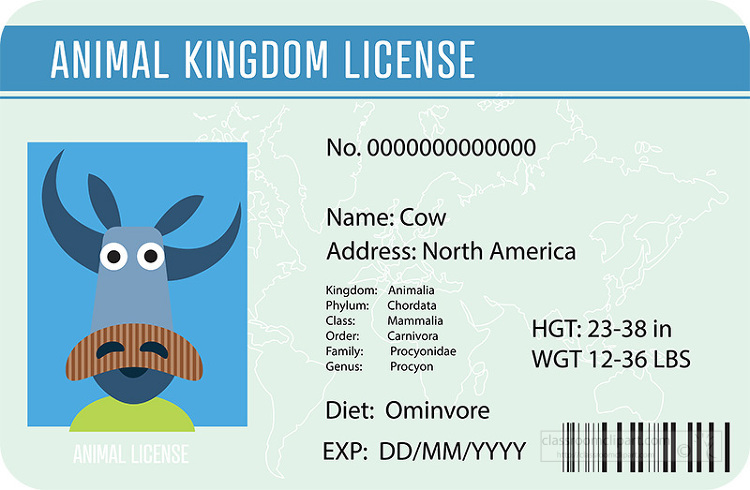 ANIMAL KINGDOM LICENSE
No. 0000000000000
Name: Cow
Address: North America
Kingdom: Animalia
Phylum: Chordata
Class: Mammalia
Order: Carnivora
Family: Procyonidae
Genus: Procyon
HGT: 23-38 in
WGT 12-36 LBS
Diet: Ominvore
EXP: DD/MM/YYYY
ANIMAL LICENSE
classroomclipart.com